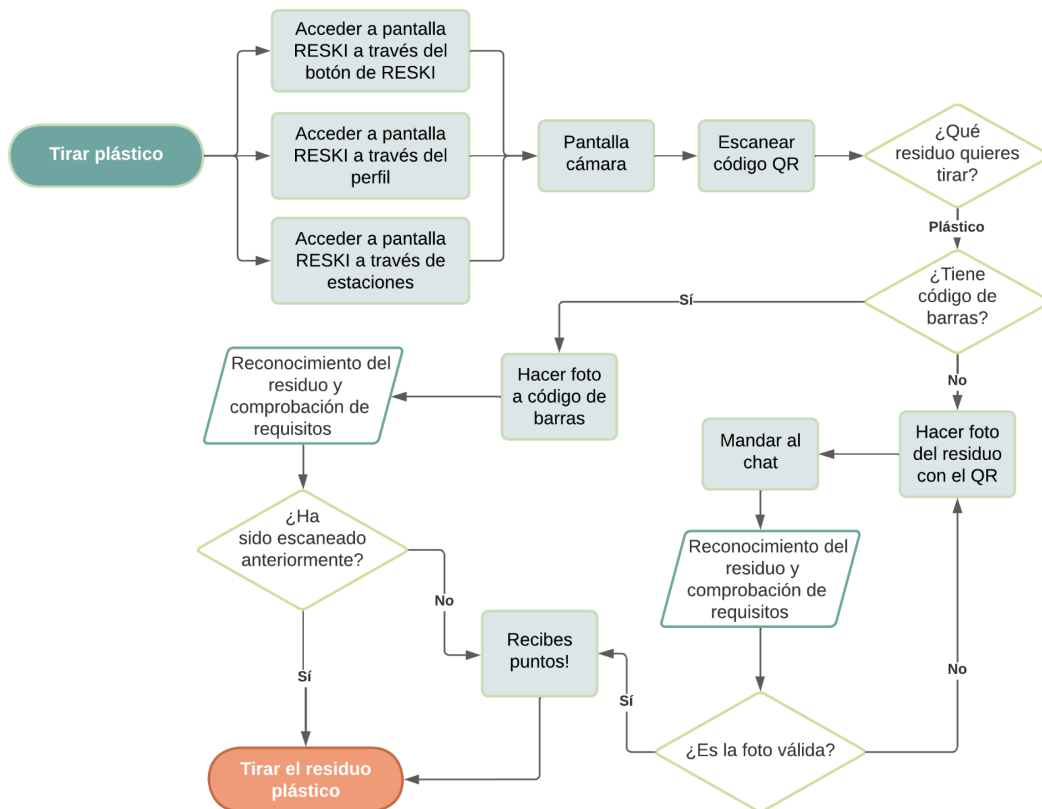 Tirar plástico
Acceder a pantalla
RESKI a través del
botón de RESKI
Acceder a pantalla
RESKI a través del
perfil
Acceder a pantalla
RESKI a través de
estaciones
Pantalla
cámara
Escanear
código QR
¿Qué
residuo quieres
tirar?
Plástico
¿Tiene
código de
barras?
Sí
No
Hacer foto
a código de
barras
Reconocimiento del
residuo y
comprobación de
requisitos
Hacer foto
del residuo
con el QR
Mandar al
chat
¿Ha
sido escaneado
anteriormente?
Reconocimiento del
residuo y
comprobación de
requisitos
No
Sí
Recibes
puntos!
Sí
No
¿Es la foto válida?
Tirar el residuo
plástico